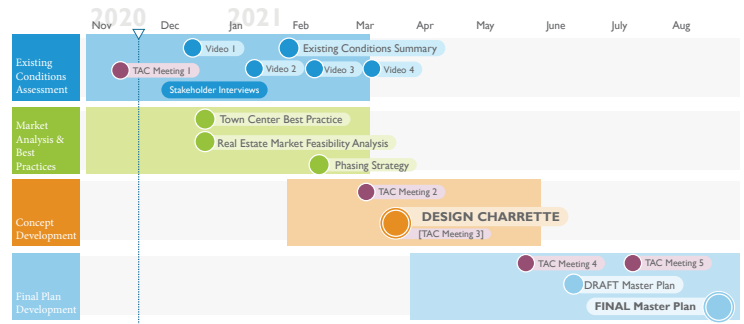 2020 2021
Nov Dec Jan Feb Mar Apr May June July Aug
Existing
Conditions
Assessment
Video 1
Existing Conditions Summary
TAC Meeting 1
Video 2
Video 3
Video 4
Stakeholder Interviews
Market
Analysis &
Best
Practices
Town Center Best Practice
Real Estate Market Feasibility Analysis
Phasing Strategy
Concept
Development
TAC Meeting 2
DESIGN CHARRETTE
[TAC Meeting 3]
Final Plan
Development
TAC Meeting 4
TAC Meeting 5
DRAFT Master Plan
FINAL Master Plan